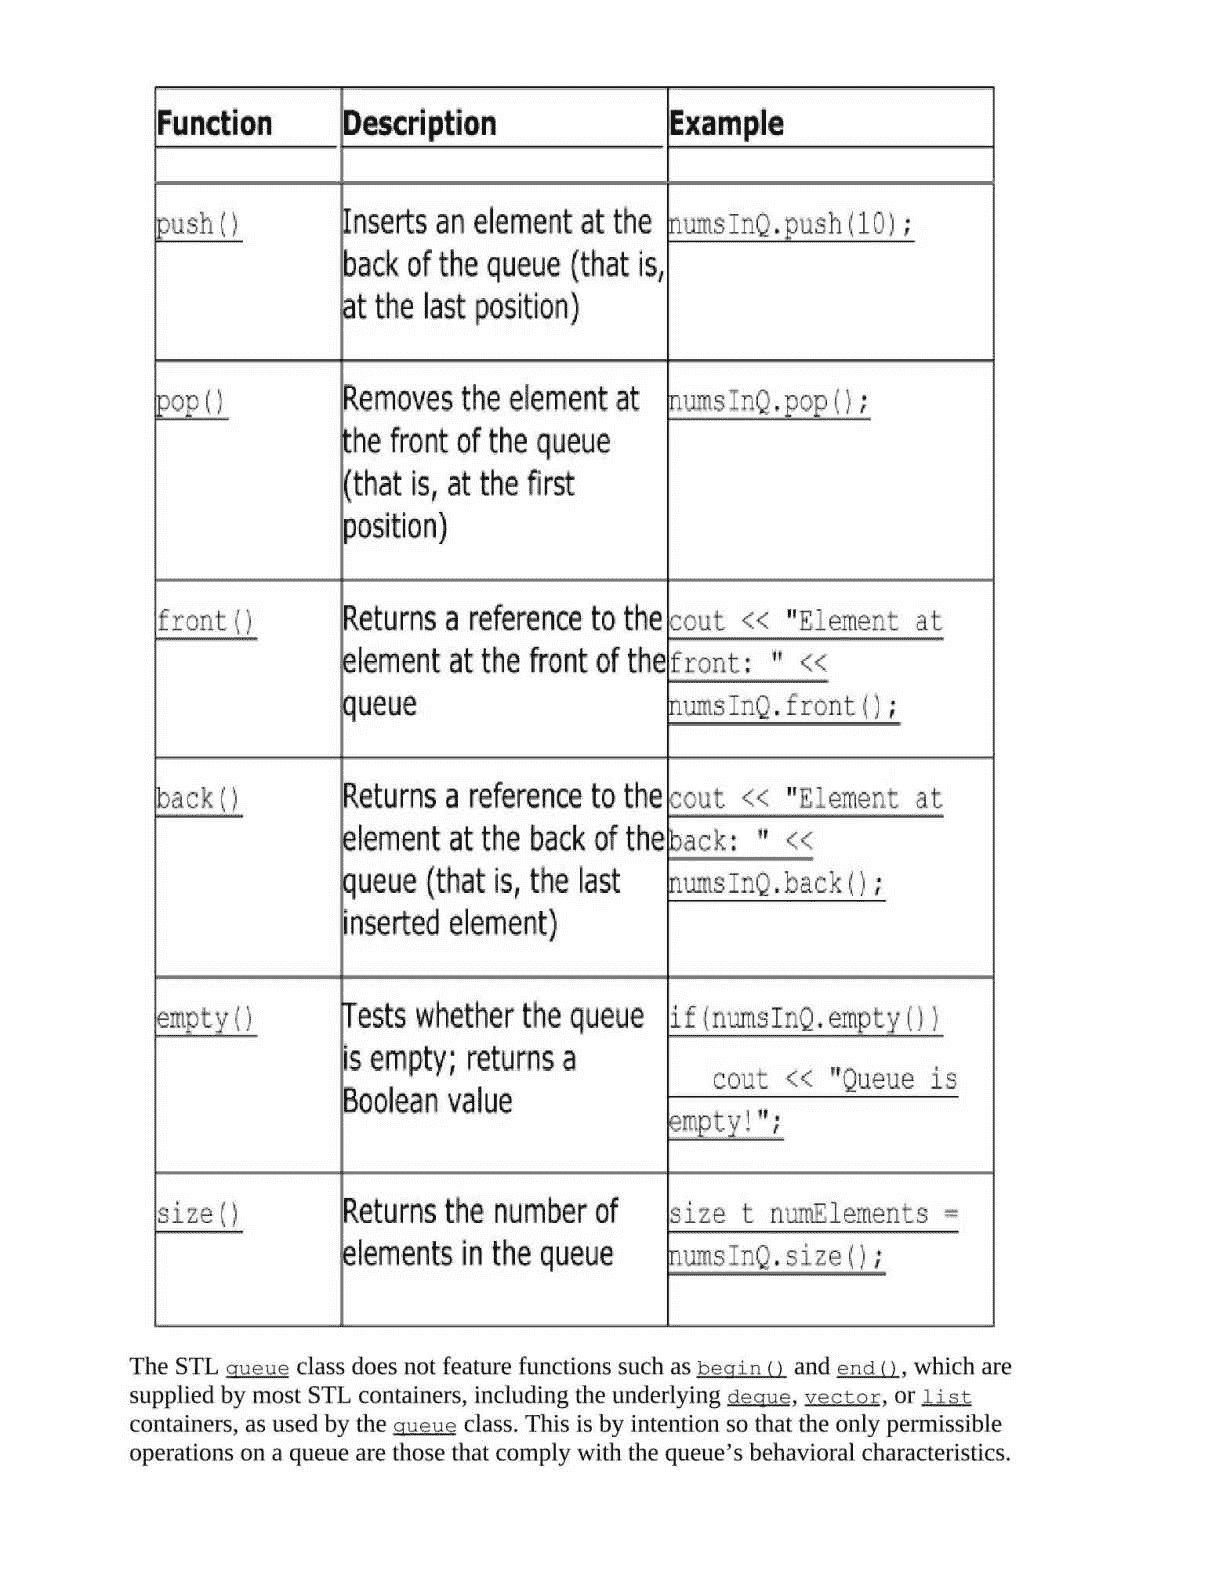 Function Description Example
push() Inserts an element at the numsInQ.push(10);
back of the queue (that is,
at the last position)
pop() Removes the element at numsInQ.pop();
the front of the queue
(that is, at the first
position)
front() Returns a reference to the cout << "Element at
element at the front of the front: " <<
queue numsInQ.front();
back() Returns a reference to the cout << "Element at
element at the back of the back: " <<
queue (that is, the last numsInQ.back();
inserted element)
empty() Tests whether the queue if(numsInQ.empty())
is empty; returns a cout << "Queue is
Boolean value empty!";
size() Returns the number of size t numElements =
elements in the queue numsInQ.size();
The STL queue class does not feature functions such as begin() and end(), which are
supplied by most STL containers, including the underlying deque, vector, or list
containers, as used by the queue class. This is by intention so that the only permissible
operations on a queue are those that comply with the queue’s behavioral characteristics.